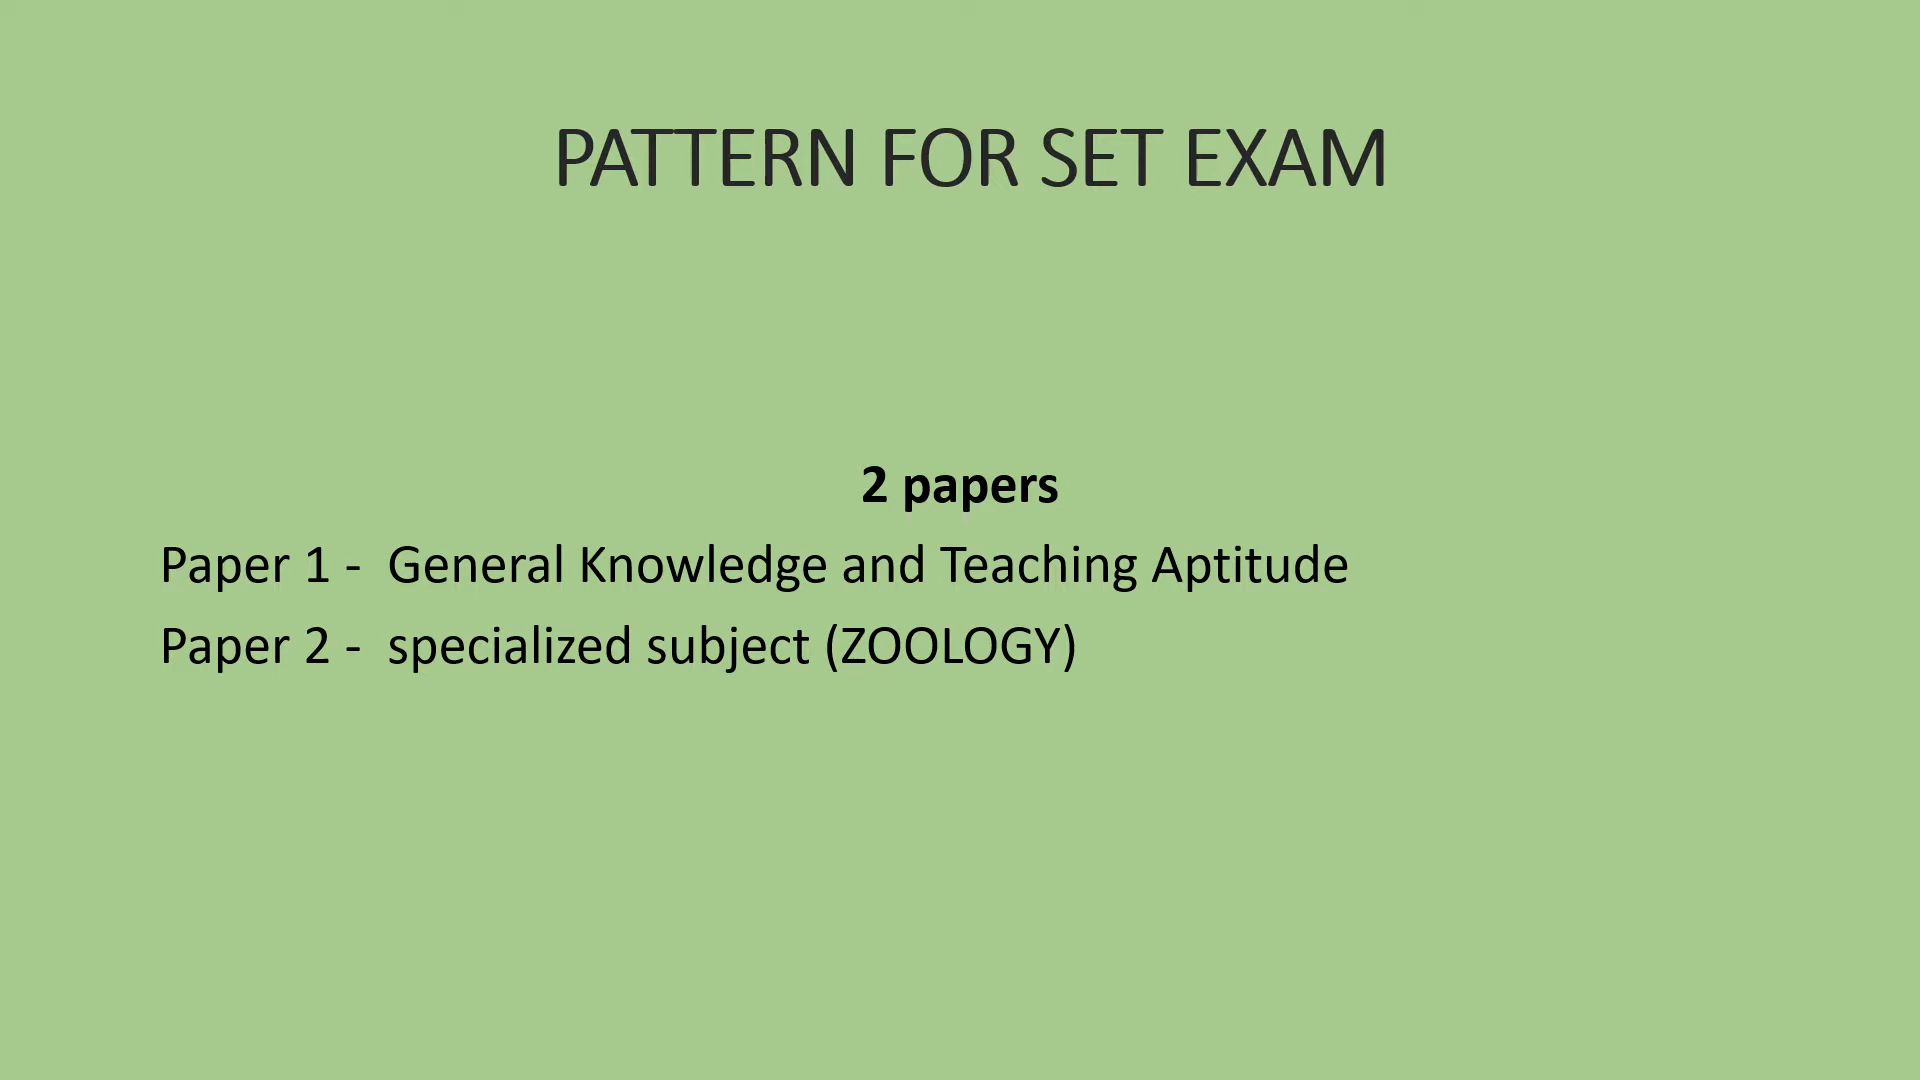 PATTERN FOR SET EXAM
2 papers
Paper 1 - General Knowledge and Teaching Aptitude
Paper 2 - specialized subject (ZOOLOGY)